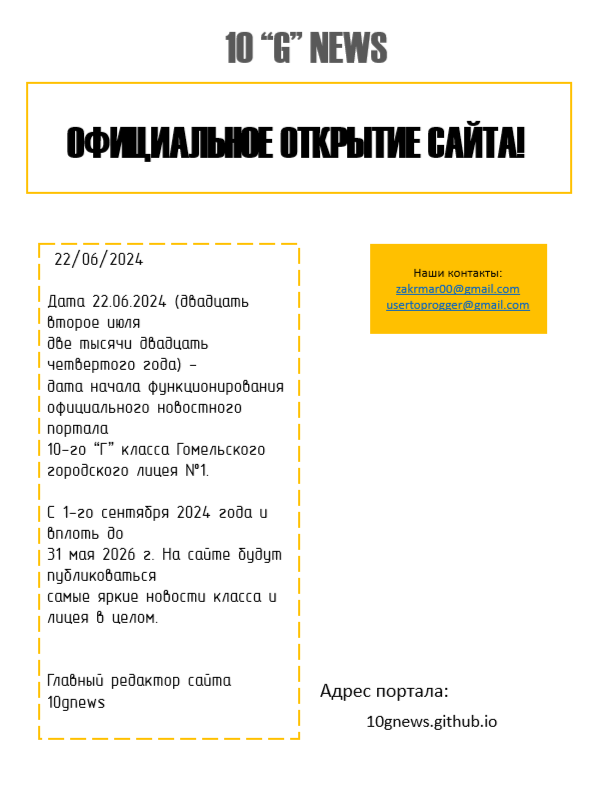 10 “G” NEWS
ОФИЦИАЛЬНОЕ ОТКРЫТИЕ САЙТА!
22/06/2024
Дата 22.06.2024 (двадцать
второе июля
две тысячи двадцать
четвертого года) –
дата начала функционирования
официального новостного
портала
10-го “Г” класса Гомельского
городского лицея №1.
С 1-го сентября 2024 года и
вплоть до
31 мая 2026 г. На сайте будут
публиковаться
самые яркие новости класса и
лицея в целом.
Главный редактор сайта
10gnews
Наши контакты:
zakrmar00@gmail.com
usertoprogger@gmail.com
Адрес портала:
10gnews.github.io